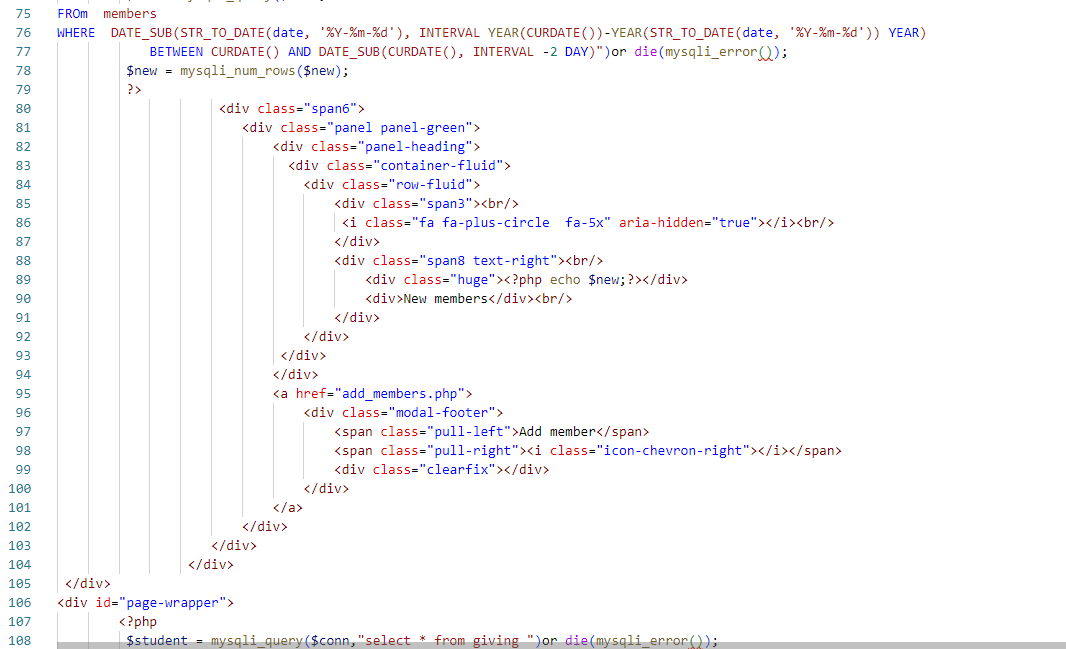 75 FROm members
76 WHERE DATE_SUB(STR_TO_DATE(date, '%Y-%m-%d'), INTERVAL YEAR(CURDATE())-YEAR(STR_TO_DATE(date, '%Y-%m-%d')) YEAR)
77 BETWEEN CURDATE() AND DATE_SUB(CURDATE(), INTERVAL -2 DAY)")or die(mysqli_error());
78 $new = mysqli_num_rows($new);
79 ?>
80 <div class="span6">
81 <div class="panel panel-green">
82 <div class="panel-heading">
83 <div class="container-fluid">
84 <div class="row-fluid">
85 <div class="span3"><br/>
86 <i class="fa fa-plus-circle  fa-5x" aria-hidden="true"></i><br/>
87 </div>
88 <div class="span8 text-right"><br/>
89 <div class="huge"><?php echo $new;?></div>
90 <div>New members</div><br/>
91 </div>
92 </div>
93 </div>
94 </div>
95 <a href="add_members.php">
96 <div class="modal-footer">
97 <span class="pull-left">Add member</span>
98 <span class="pull-right"><i class="icon-chevron-right"></i></span>
99 <div class="clearfix"></div>
100 </div>
101 </a>
102 </div>
103 </div>
104 </div>
105 </div>
106 <div id="page-wrapper">
107 <?php
108 $student = mysqli_query($conn,"select * from giving ")or die(mysqli_error());